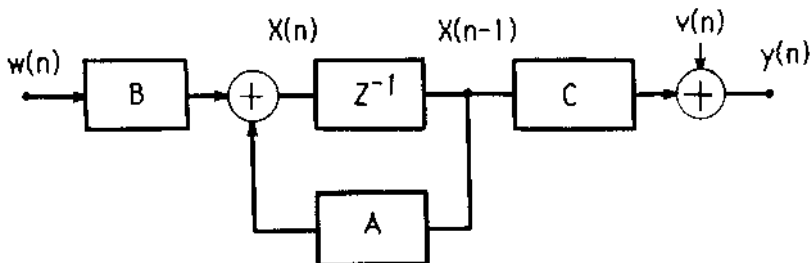 X(n)
X(n-1)
v(n)
w(n)
y(n)
B
+
Z⁻¹
C
+
A